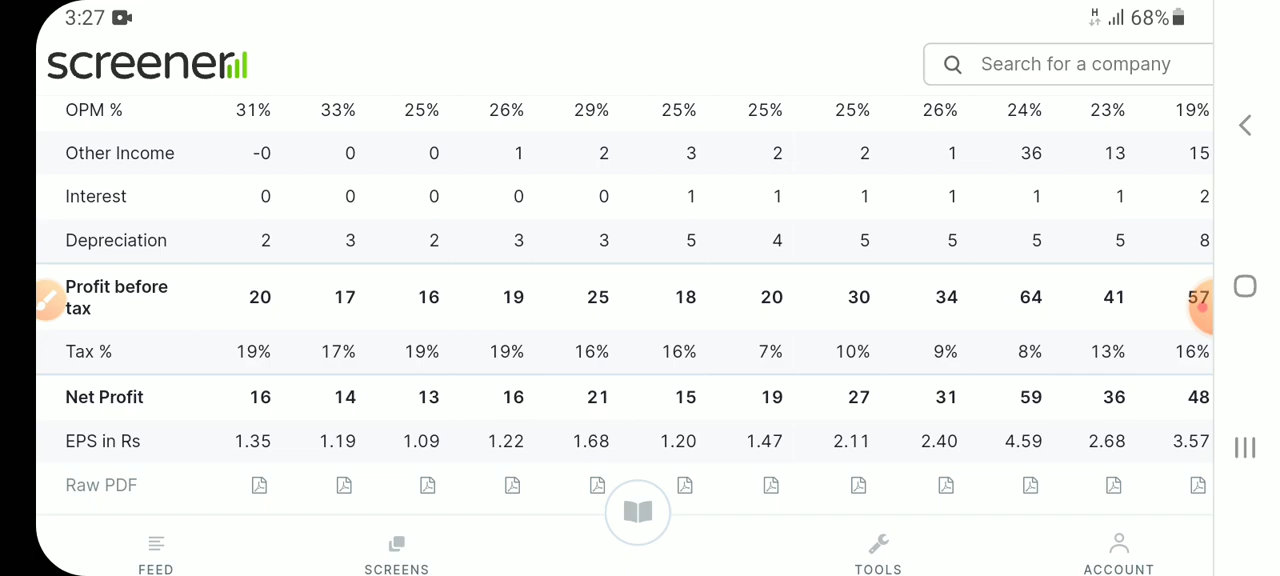 3:27 H 68%
screener Search for a company
OPM % 31% 33% 25% 26% 29% 25% 25% 25% 26% 24% 23% 19%
Other Income -0 0 0 1 2 3 2 2 1 36 13 15
Interest 0 0 0 0 0 1 1 1 1 1 1 2
Depreciation 2 3 2 3 3 5 4 5 5 5 5 8
Profit before
tax 20 17 16 19 25 18 20 30 34 64 41 57
Tax % 19% 17% 19% 19% 16% 16% 7% 10% 9% 8% 13% 16%
Net Profit 16 14 13 16 21 15 19 27 31 59 36 48
EPS in Rs 1.35 1.19 1.09 1.22 1.68 1.20 1.47 2.11 2.40 4.59 2.68 3.57
Raw PDF
FEED SCREENS TOOLS ACCOUNT